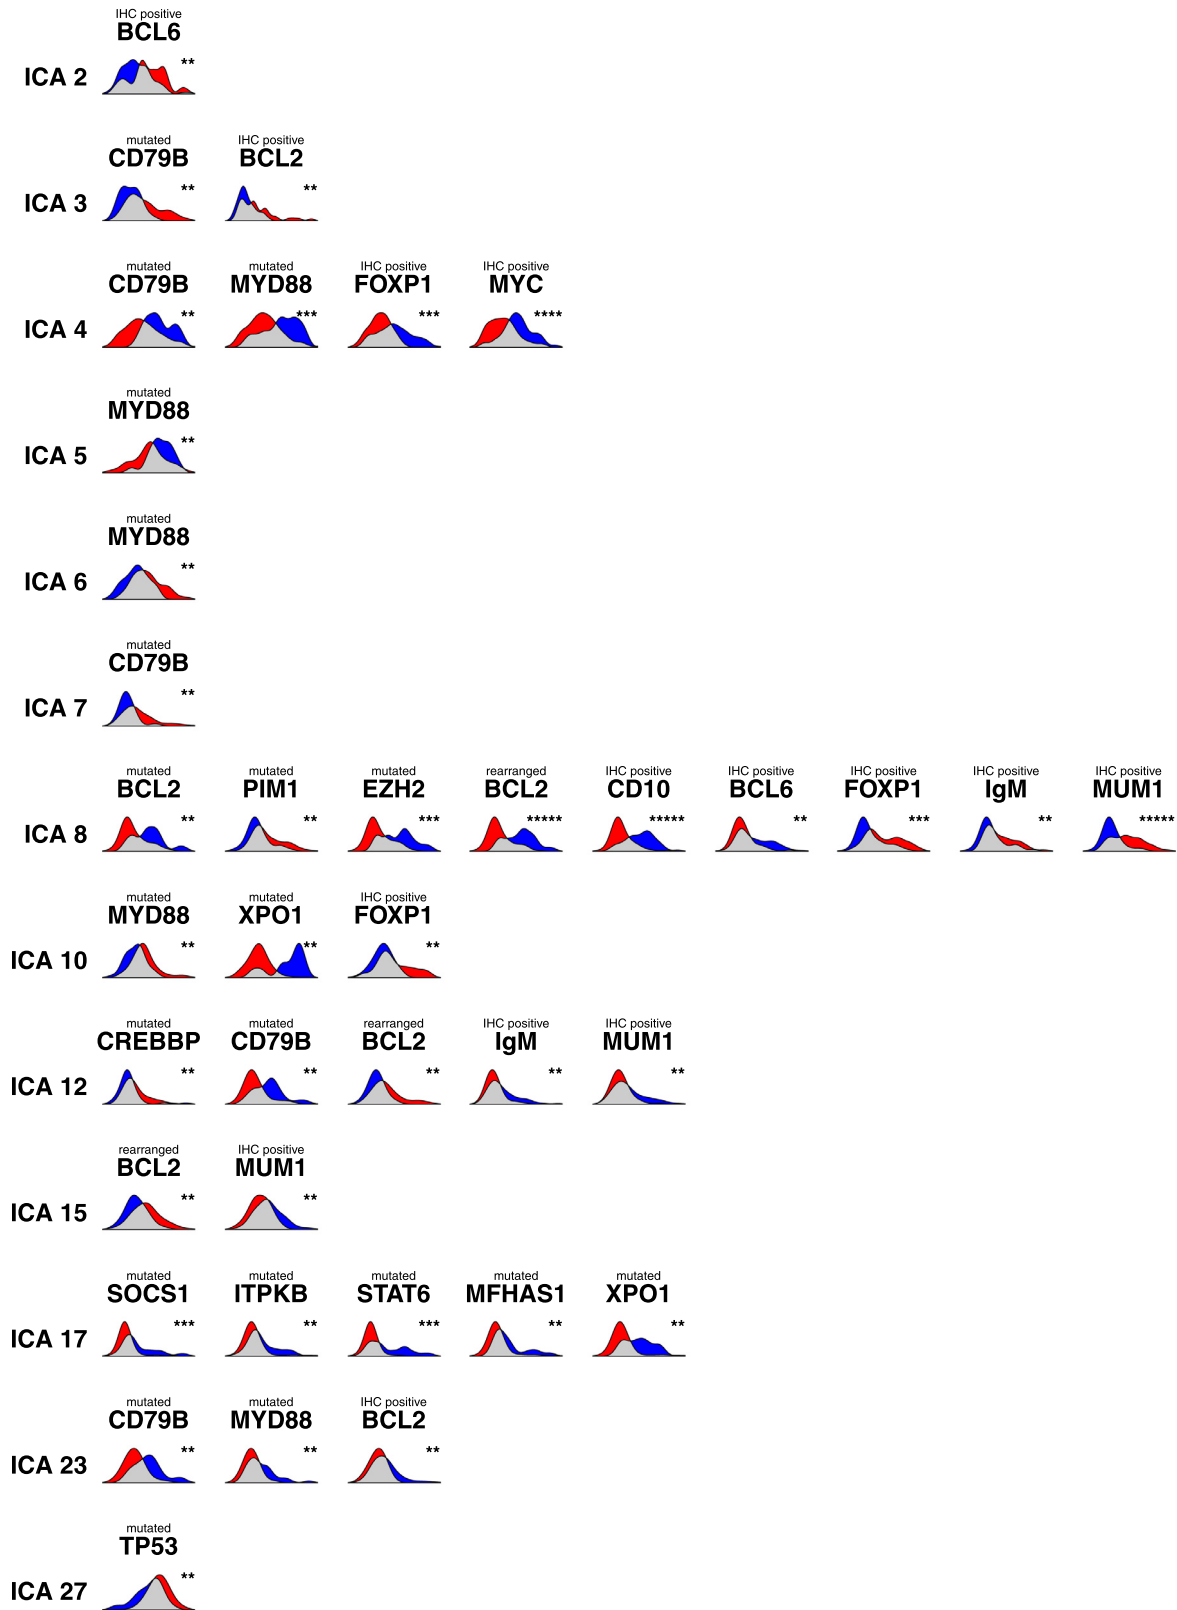 IHC positive
BCL6
ICA 2 **
mutated IHC positive
CD79B BCL2
ICA 3 ** **
mutated mutated IHC positive IHC positive
CD79B MYD88 FOXP1 MYC
ICA 4 ** *** *** ****
mutated
MYD88
ICA 5 **
mutated
MYD88
ICA 6 **
mutated
CD79B
ICA 7 **
mutated mutated mutated rearranged IHC positive IHC positive IHC positive IHC positive IHC positive
BCL2 PIM1 EZH2 BCL2 CD10 BCL6 FOXP1 IgM MUM1
ICA 8 ** ** *** ***** ***** ** *** ** *****
mutated mutated IHC positive
MYD88 XPO1 FOXP1
ICA 10 ** ** **
mutated mutated rearranged IHC positive IHC positive
CREBBP CD79B BCL2 IgM MUM1
ICA 12 ** ** ** ** **
rearranged IHC positive
BCL2 MUM1
ICA 15 ** **
mutated mutated mutated mutated mutated
SOCS1 ITPKB STAT6 MFHAS1 XPO1
ICA 17 *** ** *** ** **
mutated mutated IHC positive
CD79B MYD88 BCL2
ICA 23 ** ** **
mutated
TP53
ICA 27 **